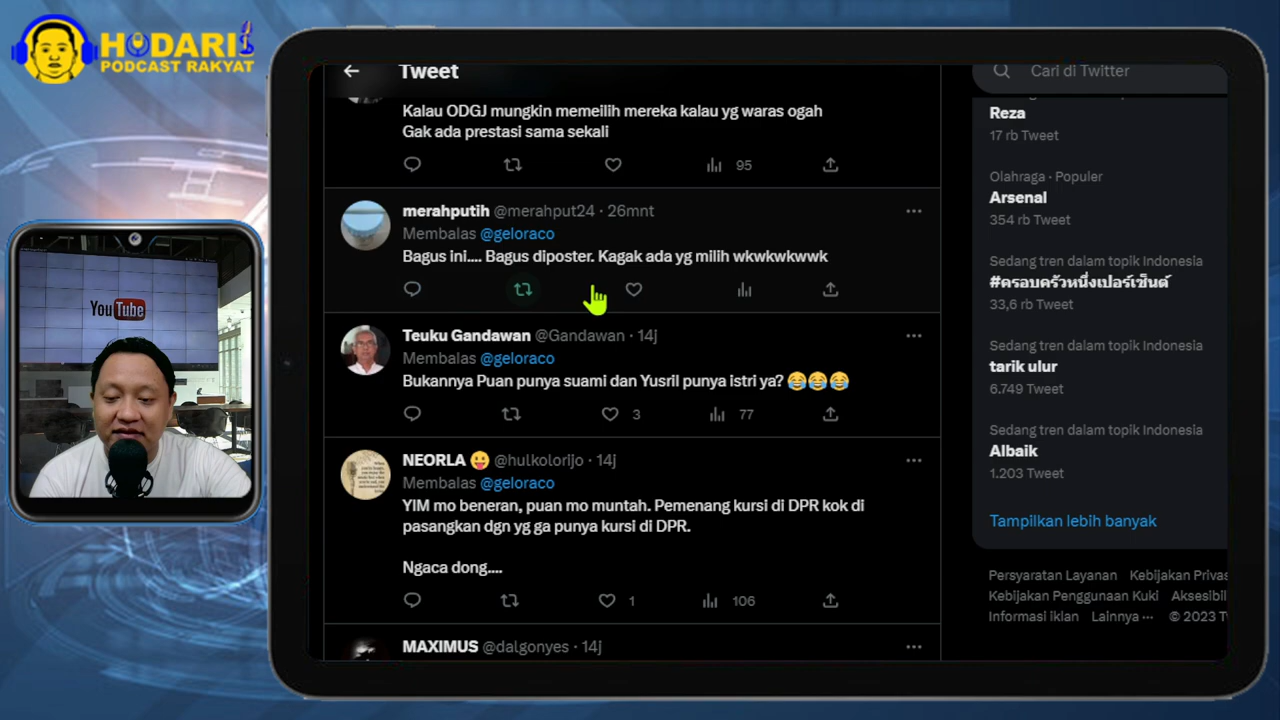 HODARI
PODCAST RAKYAT
YouTube
Tweet
Kalau ODGJ mungkin memeilih mereka kalau yg waras ogah
Gak ada prestasi sama sekali
95
merahputih @merahput24 · 26mnt
Membalas @geloraco
Bagus ini.... Bagus diposter. Kagak ada yg milih wkwkwkwwk
Teuku Gandawan @Gandawan · 14j
Membalas @geloraco
Bukannya Puan punya suami dan Yusril punya istri ya? 😂😂😂
3 77
NEORLA 😛 @hulkolorijo · 14j
Membalas @geloraco
YIM mo beneran, puan mo muntah. Pemenang kursi di DPR kok di
pasangkan dgn yg ga punya kursi di DPR.
Ngaca dong....
1 106
MAXIMUS @dalgonyes · 14j
Cari di Twitter
Reza
17 rb Tweet
Olahraga · Populer
Arsenal
354 rb Tweet
Sedang tren dalam topik Indonesia
#ครอบครัวหนึ่งเปอร์เซ็นต์
33,6 rb Tweet
Sedang tren dalam topik Indonesia
tarik ulur
6.749 Tweet
Sedang tren dalam topik Indonesia
Albaik
1.203 Tweet
Tampilkan lebih banyak
Persyaratan Layanan Kebijakan Privas
Kebijakan Penggunaan Kuki Aksesibil
Informasi iklan Lainnya ··· © 2023 Tw